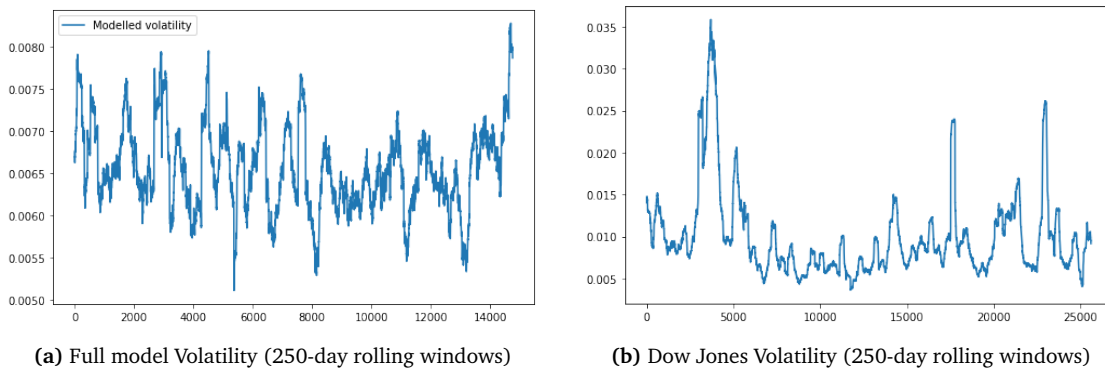 Modelled volatility
0.0080
0.0075
0.0070
0.0065
0.0060
0.0055
0.0050
0 2000 4000 6000 8000 10000 12000 14000
(a) Full model Volatility (250-day rolling windows)
0.035
0.030
0.025
0.020
0.015
0.010
0.005
0 5000 10000 15000 20000 25000
(b) Dow Jones Volatility (250-day rolling windows)